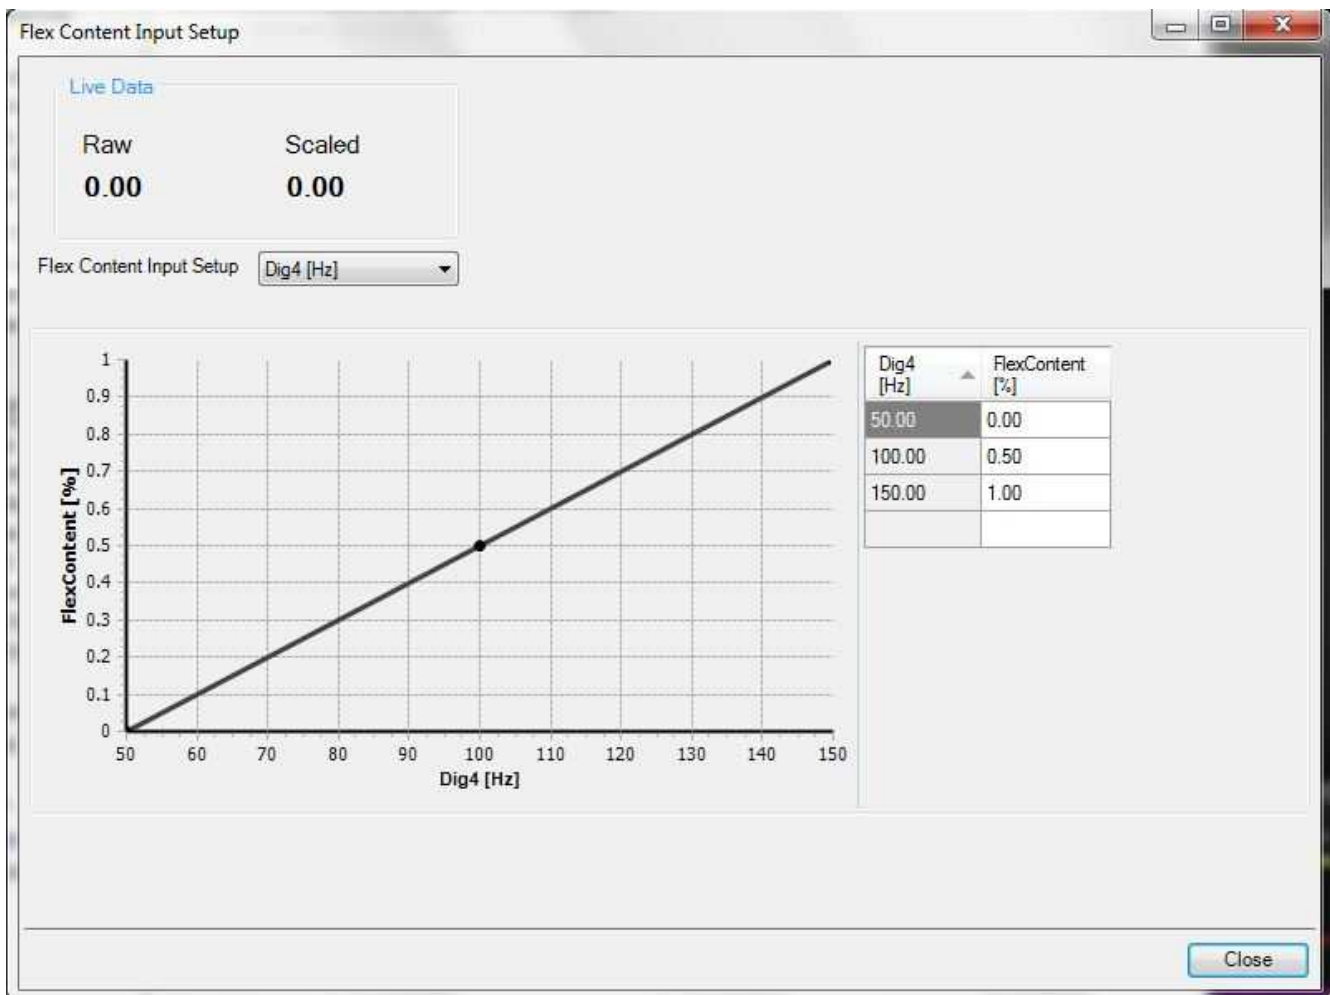 Flex Content Input Setup
Live Data
Raw Scaled
0.00 0.00
Flex Content Input Setup Dig4 [Hz]
1
0.9
0.8
0.7
0.6
0.5
0.4
0.3
0.2
0.1
0
FlexContent [%]
50 60 70 80 90 100 110 120 130 140 150
Dig4 [Hz]
Dig4 FlexContent
[Hz] [%]
50.00 0.00
100.00 0.50
150.00 1.00
Close